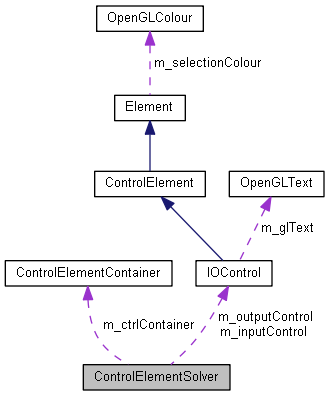 OpenGLColour
m_selectionColour
Element
ControlElement
OpenGLText
m_glText
ControlElementContainer
IOControl
m_ctrlContainer
m_outputControl
m_inputControl
ControlElementSolver